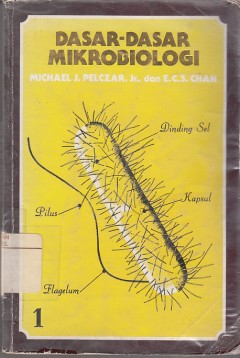 DASAR-DASAR
MIKROBIOLOGI
MICHAEL J. PELCZAR, Jr. dan E.C.S. CHAN
Dinding Sel
Kapsul
Pilus
Flagelum
1